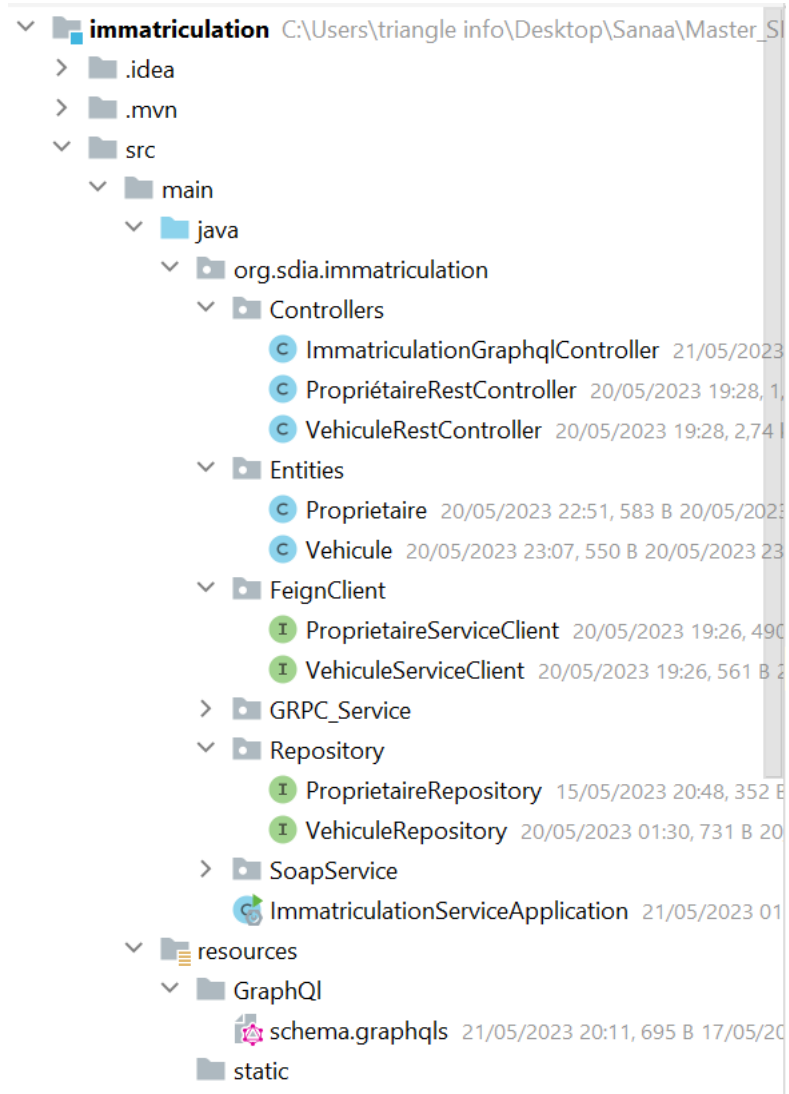 immatriculation C:\Users\triangle info\Desktop\Sanaa\Master_SI
.idea
.mvn
src
main
java
org.sdia.immatriculation
Controllers
C ImmatriculationGraphqlController 21/05/2023
C PropriétaireRestController 20/05/2023 19:28, 1,
C VehiculeRestController 20/05/2023 19:28, 2,74
Entities
C Proprietaire 20/05/2023 22:51, 583 B 20/05/2023
C Vehicule 20/05/2023 23:07, 550 B 20/05/2023 23
FeignClient
I ProprietaireServiceClient 20/05/2023 19:26, 490
I VehiculeServiceClient 20/05/2023 19:26, 561 B 2
GRPC_Service
Repository
I ProprietaireRepository 15/05/2023 20:48, 352 B
I VehiculeRepository 20/05/2023 01:30, 731 B 20
SoapService
ImmatriculationServiceApplication 21/05/2023 01
resources
GraphQl
schema.graphqls 21/05/2023 20:11, 695 B 17/05/20
static